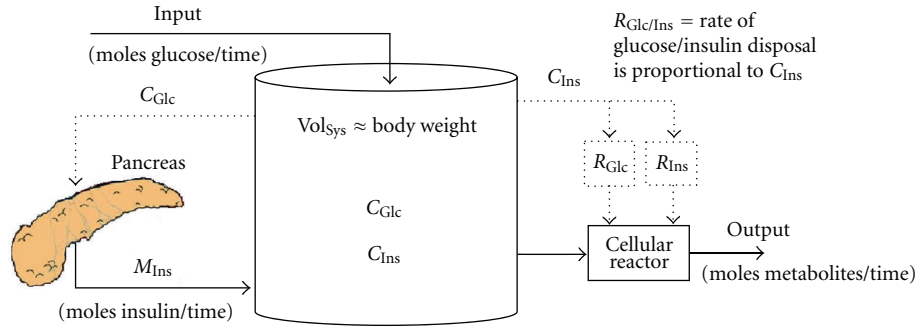 Input
(moles glucose/time)
R_Glc/Ins = rate of
glucose/insulin disposal
is proportional to C_Ins
C_Glc
C_Ins
Vol_Sys ≈ body weight
Pancreas
R_Glc
R_Ins
C_Glc
C_Ins
Cellular
reactor
Output
(moles metabolites/time)
M_Ins
(moles insulin/time)